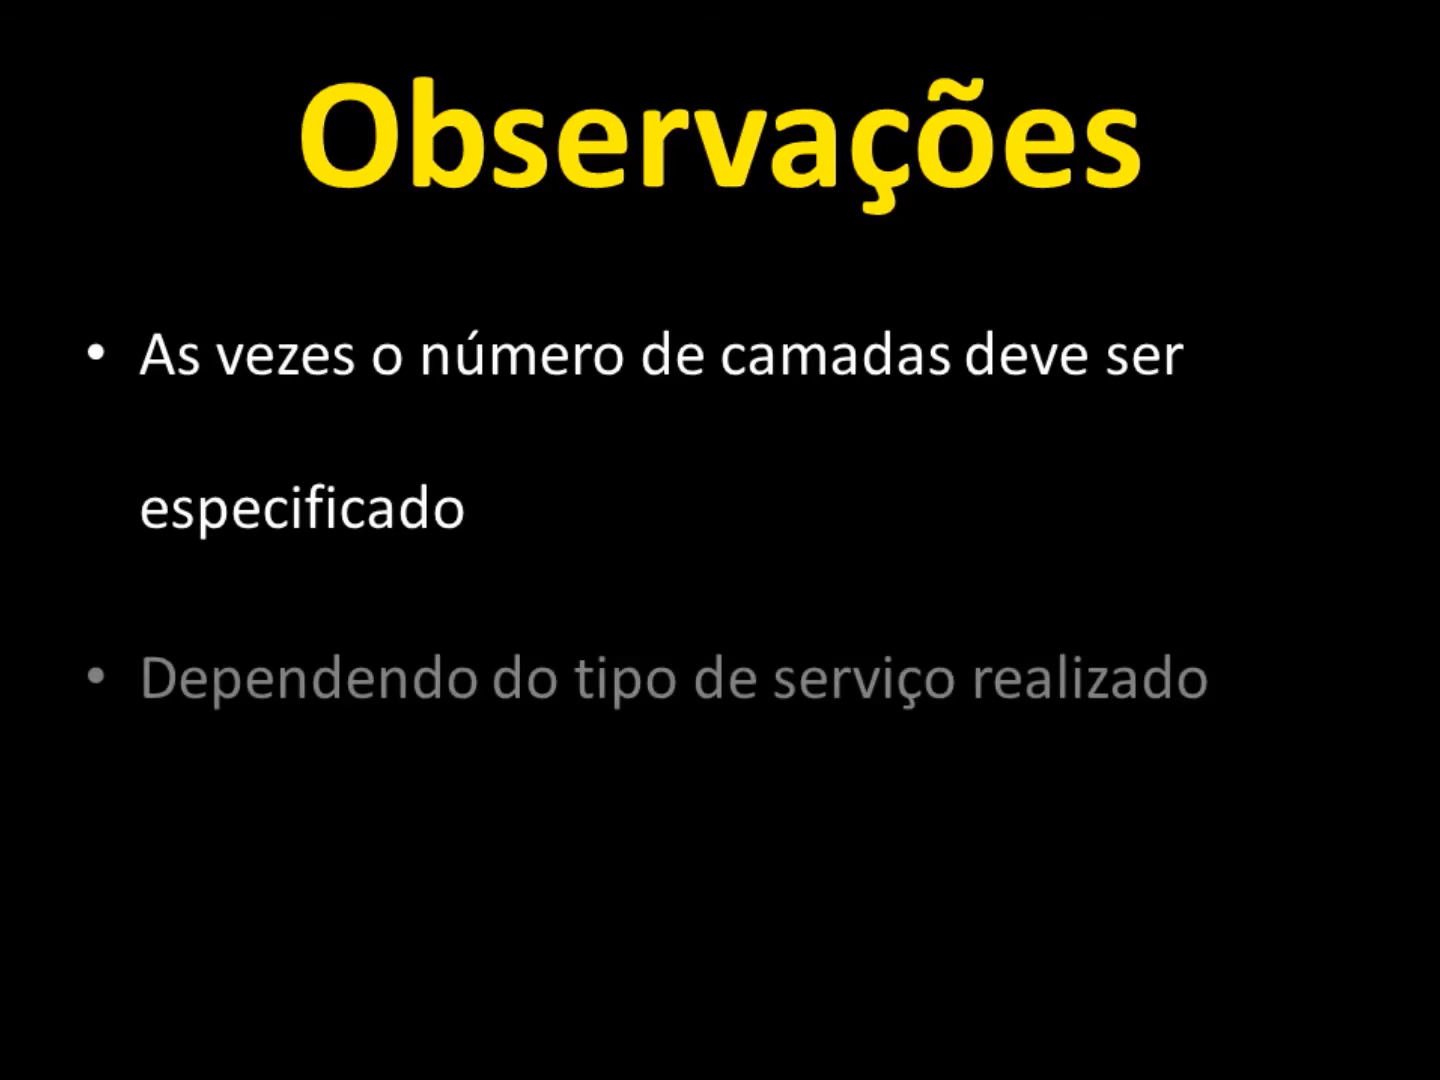 Observações
• As vezes o número de camadas deve ser
especificado
• Dependendo do tipo de serviço realizado